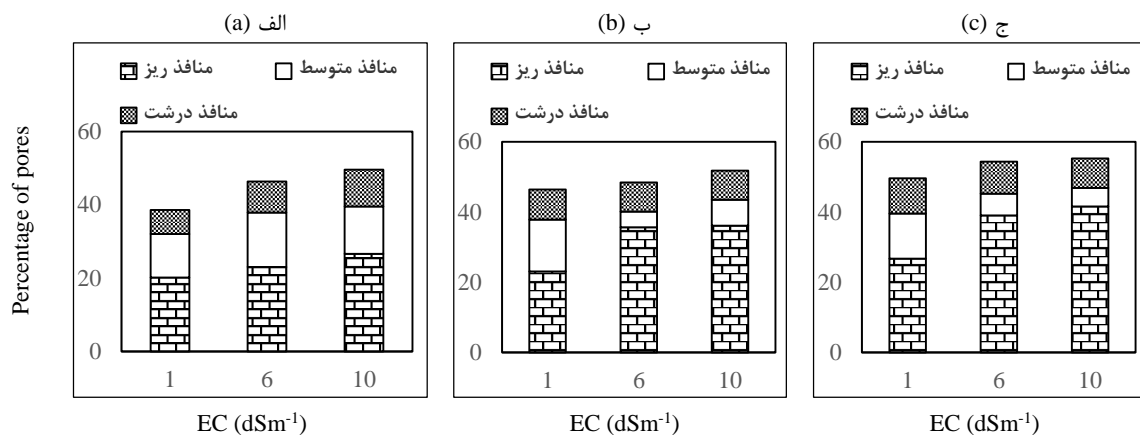 (a) الف
منافذ ریز منافذ متوسط
منافذ درشت
60
40
20
0
1 6 10
EC (dSm-1)
Percentage of pores
(b) ب
منافذ ریز منافذ متوسط
منافذ درشت
60
40
20
0
1 6 10
EC (dSm-1)
(c) ج
منافذ ریز منافذ متوسط
منافذ درشت
60
40
20
0
1 6 10
EC (dSm-1)